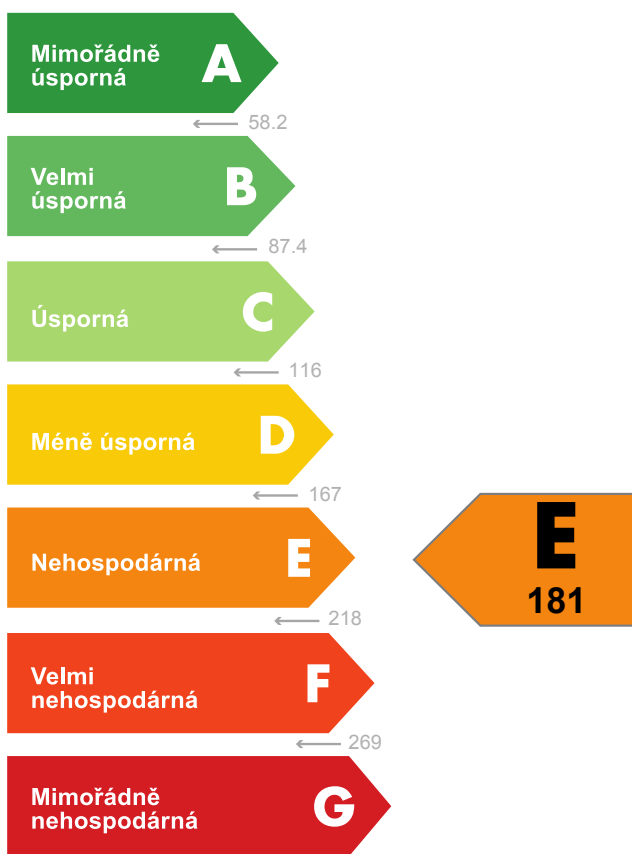 Mimořádně
úsporná
A
58.2
Velmi
úsporná
B
87.4
Úsporná
C
116
Méně úsporná
D
167
Nehospodárná
E
E
181
218
Velmi
nehospodárná
F
269
Mimořádně
nehospodárná
G